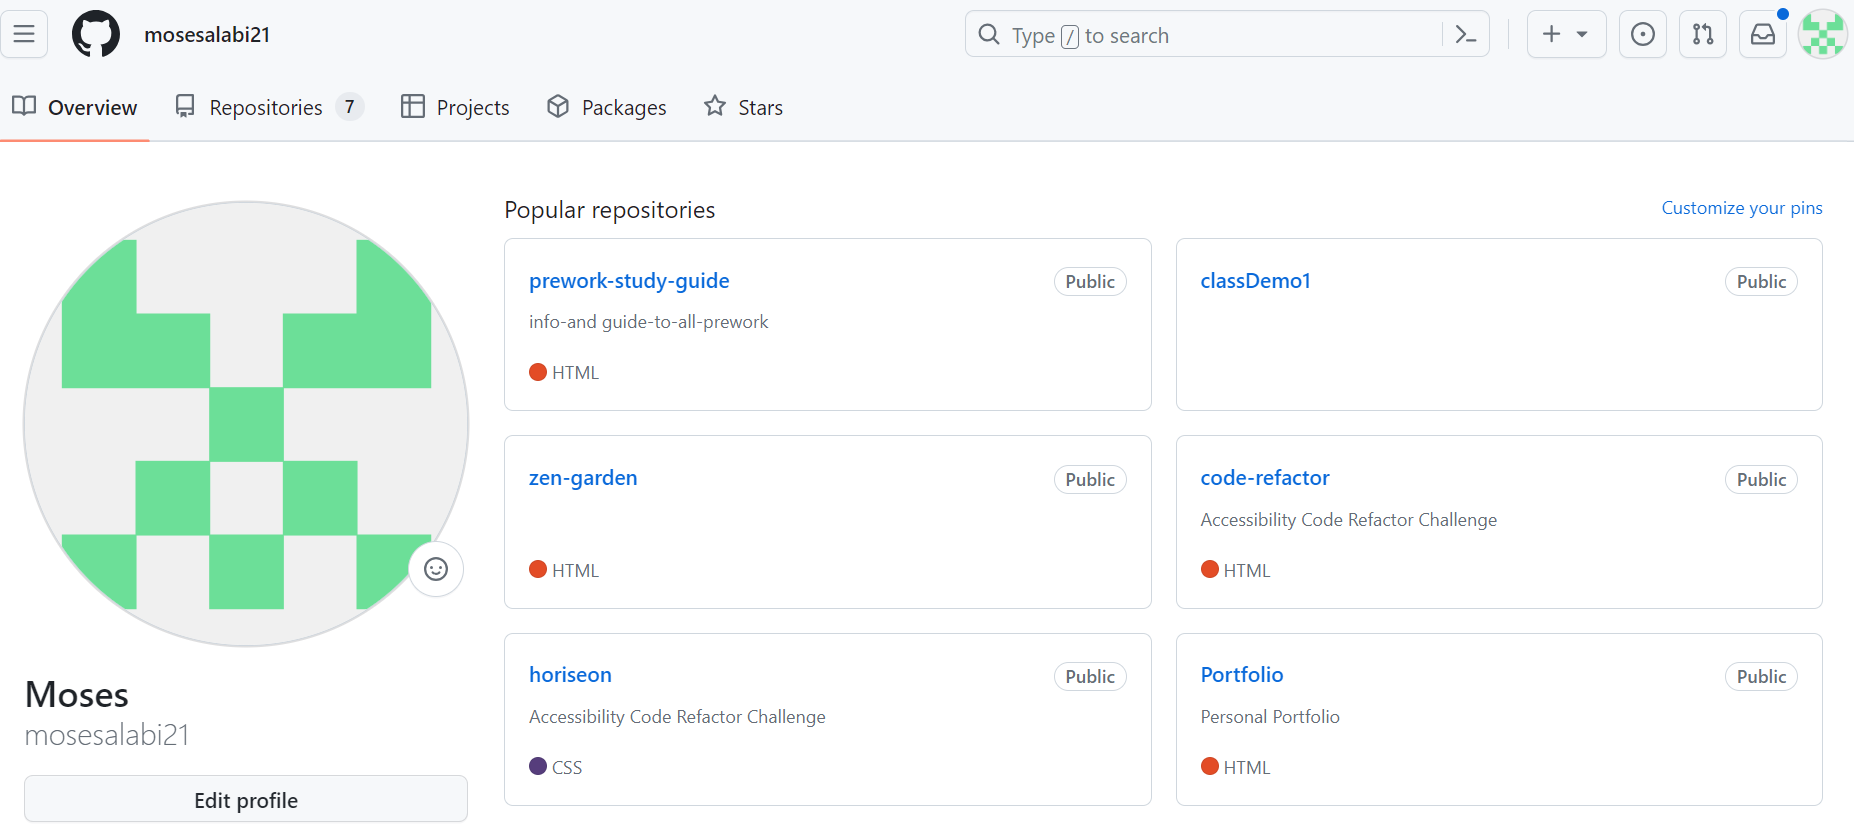 mosesalabi21
Type / to search
Overview
Repositories 7
Projects
Packages
Stars
Popular repositories
Customize your pins
prework-study-guide
Public
info-and guide-to-all-prework
HTML
classDemo1
Public
zen-garden
Public
HTML
code-refactor
Public
Accessibility Code Refactor Challenge
HTML
horiseon
Public
Accessibility Code Refactor Challenge
CSS
Portfolio
Public
Personal Portfolio
HTML
Moses
mosesalabi21
Edit profile